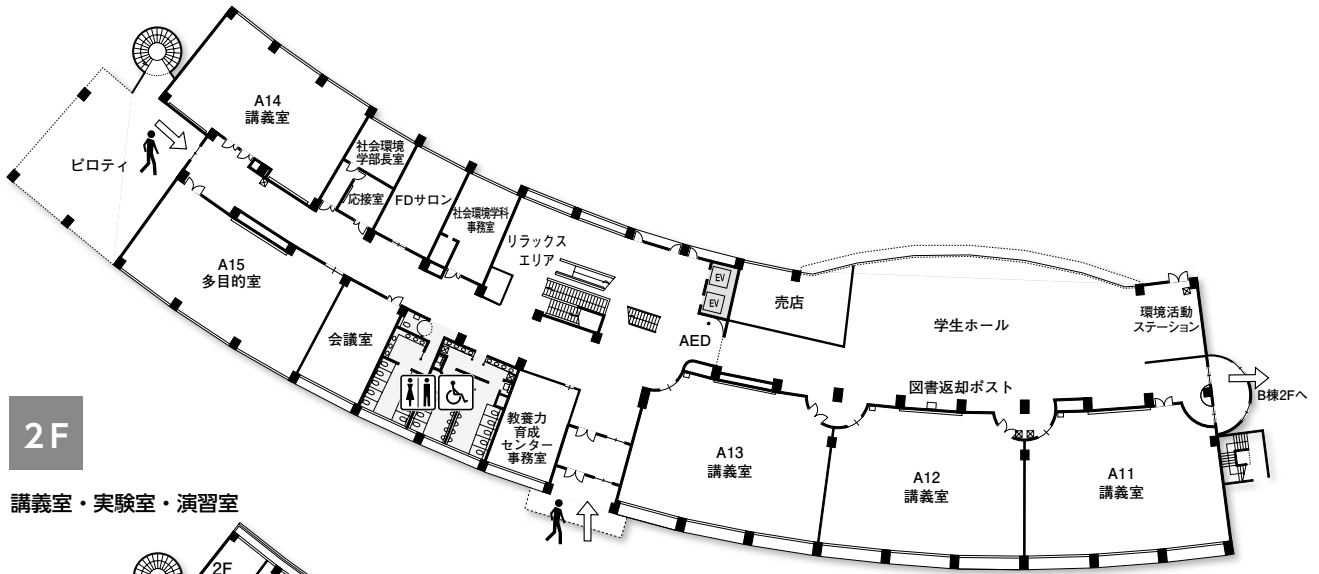 A14
講義室
社会環境
学部長室
ピロティ
応接室
FDサロン
社会環境学科
事務室
リラックス
エリア
A15
多目的室
EV
EV
売店
学生ホール
環境活動
ステーション
会議室
AED
図書返却ポスト
B棟2Fへ
教養力
育成
センター
事務室
A13
講義室
A12
講義室
A11
講義室
2F
講義室・実験室・演習室
2F